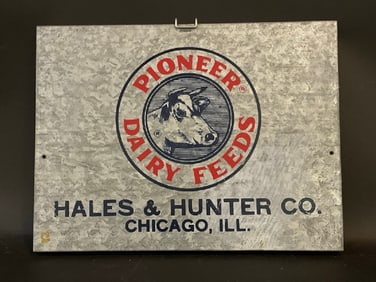 PIONEER
DAIRY FEEDS
HALES & HUNTER CO.
CHICAGO, ILL.